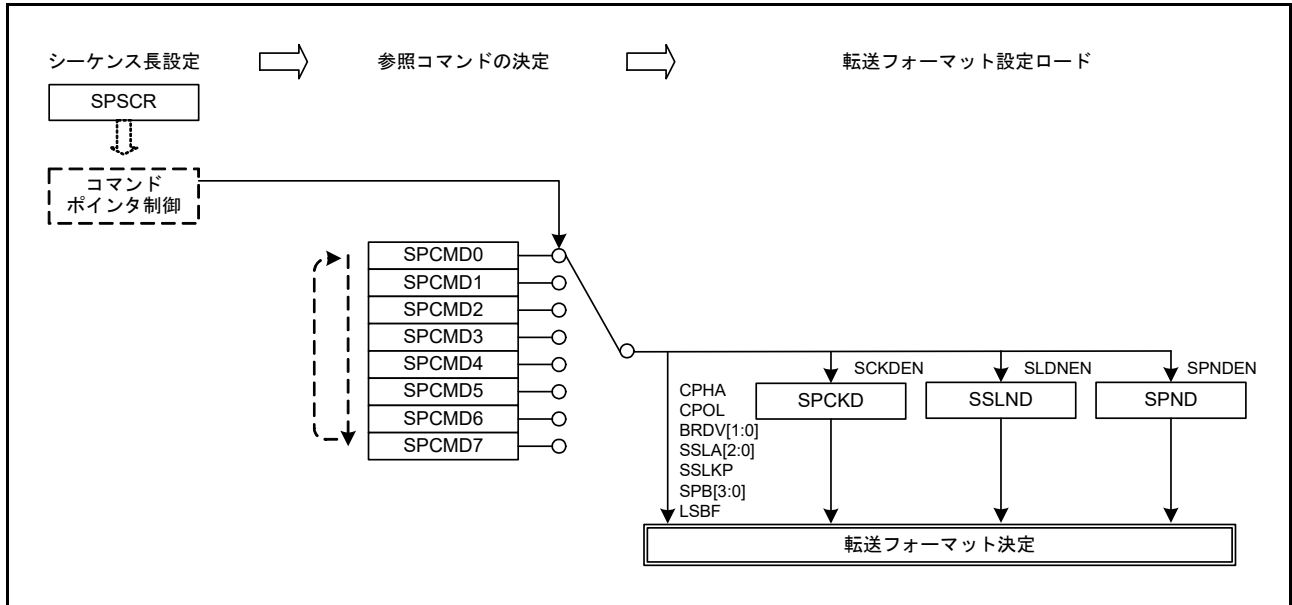 シーケンス長設定
参照コマンドの決定
転送フォーマット設定ロード
SPSCR
コマンド
ポインタ制御
SPCMD0
SPCMD1
SPCMD2
SPCMD3
SPCMD4
SPCMD5
SPCMD6
SPCMD7
CPHA
CPOL
BRDV[1:0]
SSLA[2:0]
SSLKP
SPB[3:0]
LSBF
SCKDEN
SPCKD
SLDNEN
SSLND
SPNDEN
SPND
転送フォーマット決定